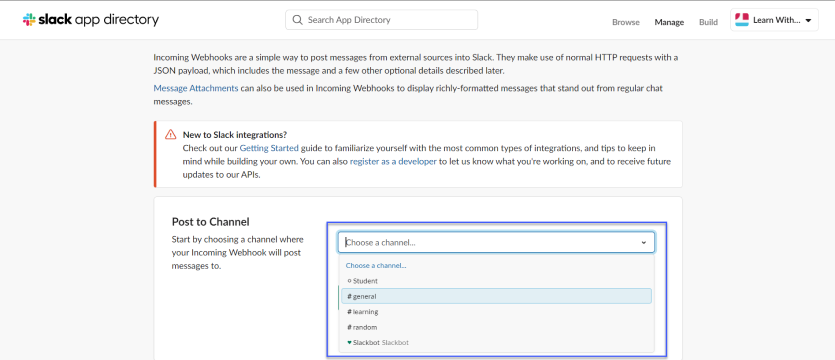 slack app directory
Search App Directory
Browse
Manage
Build
Learn With...
Incoming Webhooks are a simple way to post messages from external sources into Slack. They make use of normal HTTP requests with a
JSON payload, which includes the message and a few other optional details described later.
Message Attachments can also be used in Incoming Webhooks to display richly-formatted messages that stand out from regular chat
messages.
New to Slack integrations?
Check out our Getting Started guide to familiarize yourself with the most common types of integrations, and tips to keep in
mind while building your own. You can also register as a developer to let us know what you're working on, and to receive future
updates to our APIs.
Post to Channel
Start by choosing a channel where
your Incoming Webhook will post
messages to.
Choose a channel...
Choose a channel...
Student
# general
# learning
# random
♥ Slackbot Slackbot